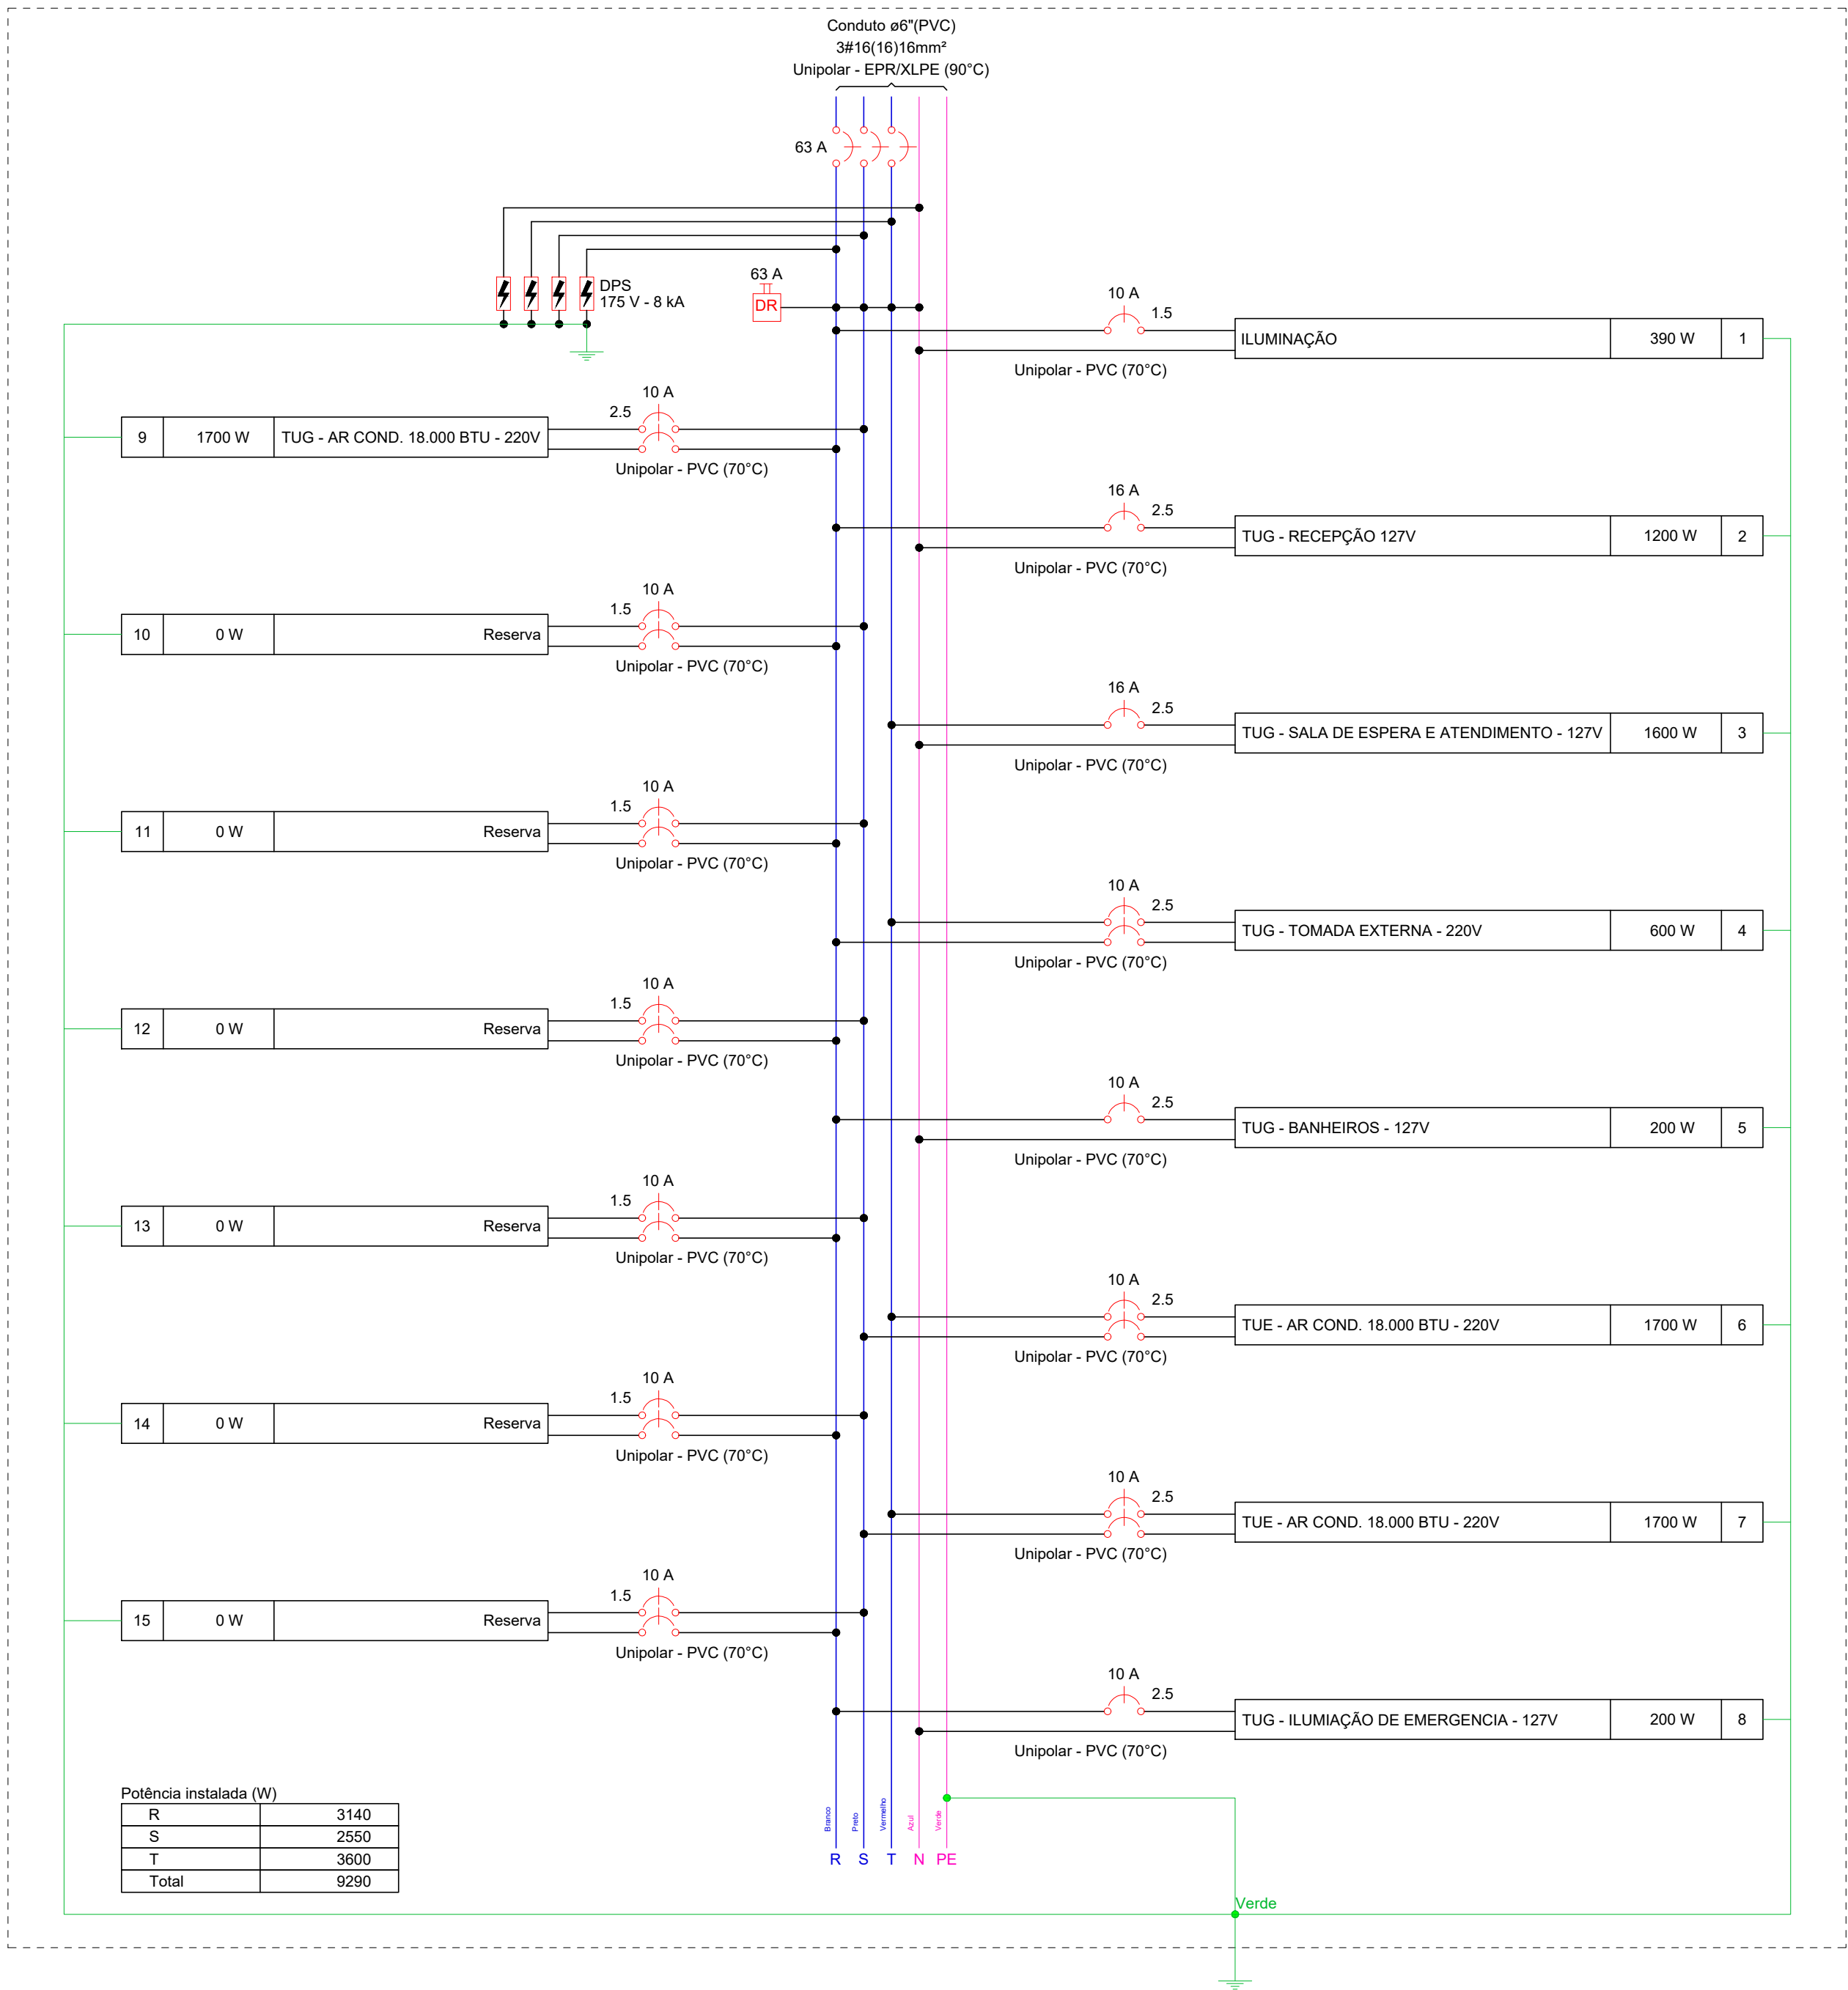 Conduto ø6"(PVC)
3#16(16)16mm²
Unipolar - EPR/XLPE (90°C)
63 A
DPS
175 V - 8 kA
63 A
DR
10 A
1.5
ILUMINAÇÃO 390 W 1
Unipolar - PVC (70°C)
10 A
2.5
9 1700 W TUG - AR COND. 18.000 BTU - 220V
Unipolar - PVC (70°C)
16 A
2.5
TUG - RECEPÇÃO 127V 1200 W 2
Unipolar - PVC (70°C)
10 A
1.5
10 0 W Reserva
Unipolar - PVC (70°C)
16 A
2.5
TUG - SALA DE ESPERA E ATENDIMENTO - 127V 1600 W 3
Unipolar - PVC (70°C)
10 A
1.5
11 0 W Reserva
Unipolar - PVC (70°C)
10 A
2.5
TUG - TOMADA EXTERNA - 220V 600 W 4
Unipolar - PVC (70°C)
10 A
1.5
12 0 W Reserva
Unipolar - PVC (70°C)
10 A
2.5
TUG - BANHEIROS - 127V 200 W 5
Unipolar - PVC (70°C)
10 A
1.5
13 0 W Reserva
Unipolar - PVC (70°C)
10 A
2.5
TUE - AR COND. 18.000 BTU - 220V 1700 W 6
Unipolar - PVC (70°C)
10 A
1.5
14 0 W Reserva
Unipolar - PVC (70°C)
10 A
2.5
TUE - AR COND. 18.000 BTU - 220V 1700 W 7
Unipolar - PVC (70°C)
10 A
1.5
15 0 W Reserva
Unipolar - PVC (70°C)
10 A
2.5
TUG - ILUMIAÇÃO DE EMERGENCIA - 127V 200 W 8
Unipolar - PVC (70°C)
Potência instalada (W)
R 3140
S 2550
T 3600
Total 9290
Branco
Preto
Vermelho
Azul
Verde
R S T N PE
Verde